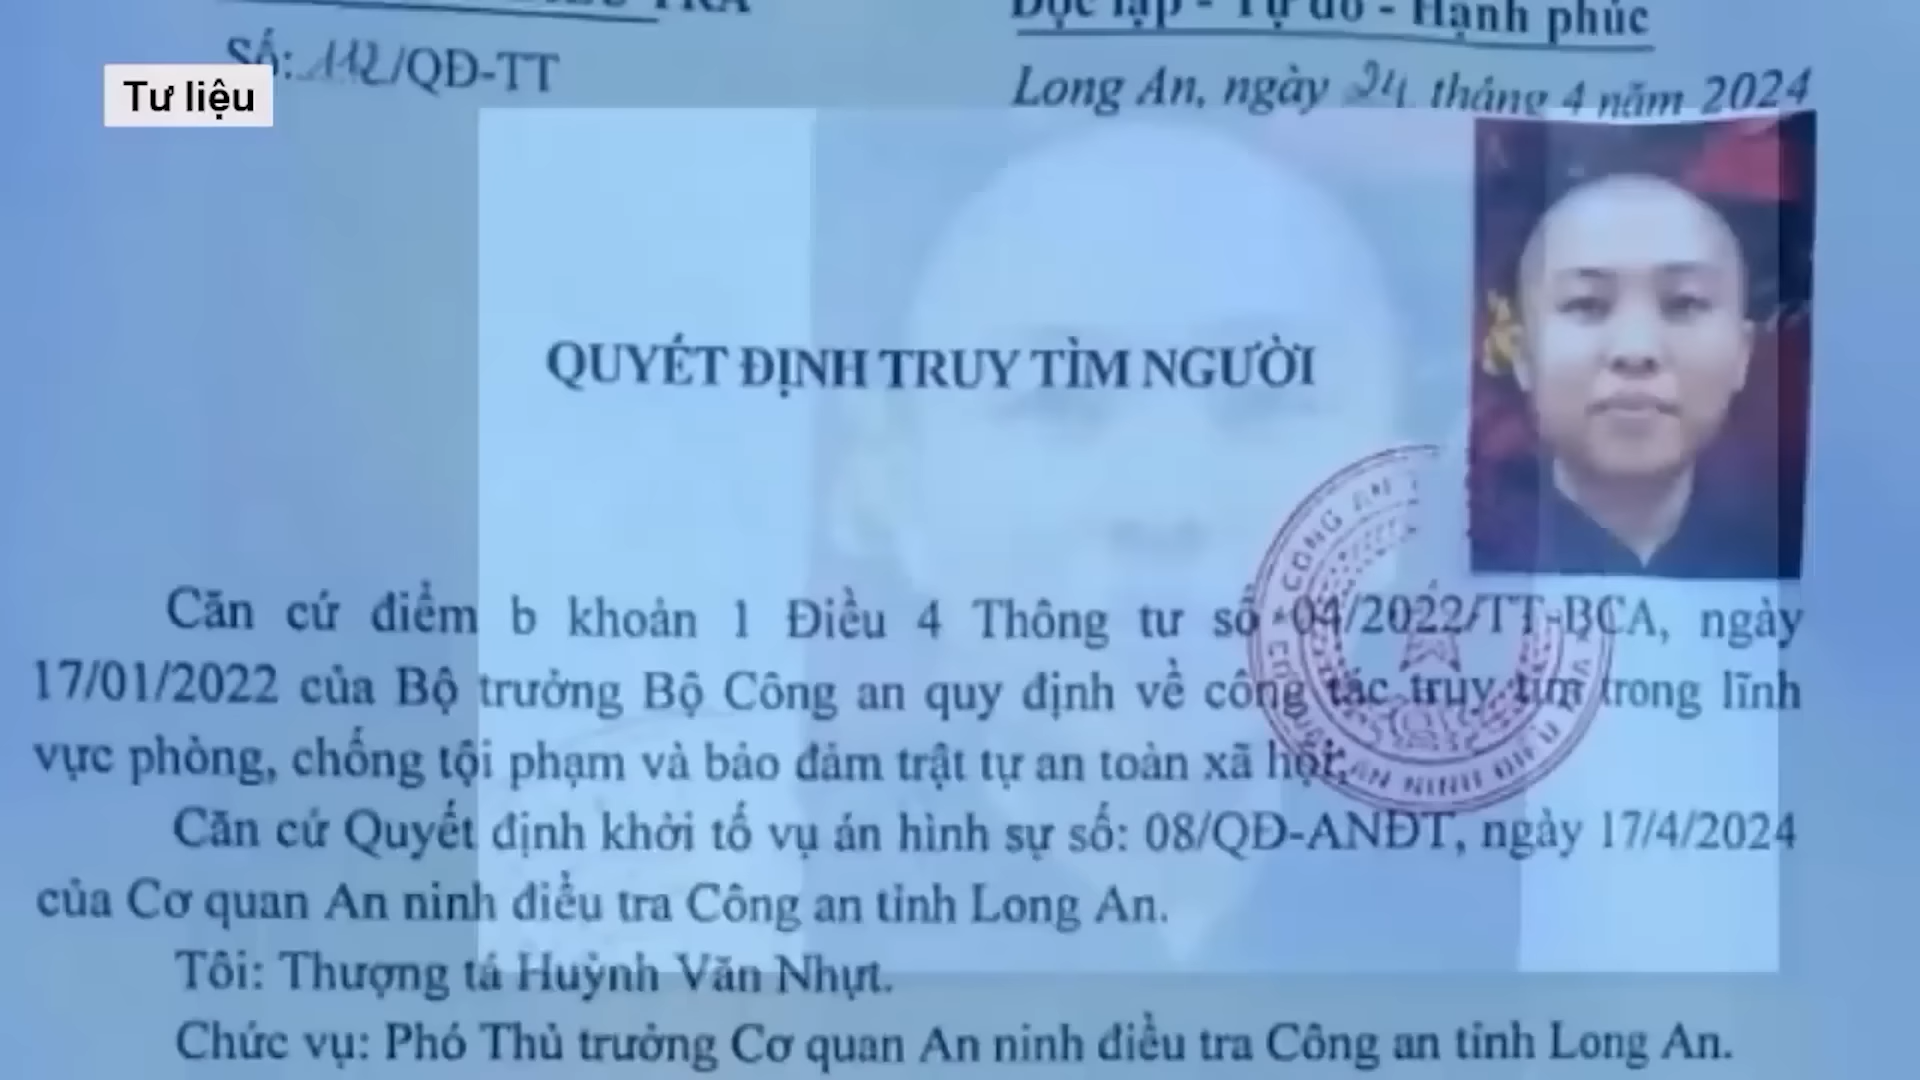 Độc lập - Tự do - Hạnh phúc
Số: 112/QĐ-TT
Tư liệu
Long An, ngày 24 tháng 4 năm 2024
QUYẾT ĐỊNH TRUY TÌM NGƯỜI
Căn cứ điểm b khoản 1 Điều 4 Thông tư số 04/2022/TT-BCA, ngày
17/01/2022 của Bộ trưởng Bộ Công an quy định về công tác truy tìm trong lĩnh
vực phòng, chống tội phạm và bảo đảm trật tự an toàn xã hội.
Căn cứ Quyết định khởi tố vụ án hình sự số: 08/QĐ-ANĐT, ngày 17/4/2024
của Cơ quan An ninh điều tra Công an tỉnh Long An.
Tôi: Thượng tá Huỳnh Văn Nhựt.
Chức vụ: Phó Thủ trưởng Cơ quan An ninh điều tra Công an tỉnh Long An.